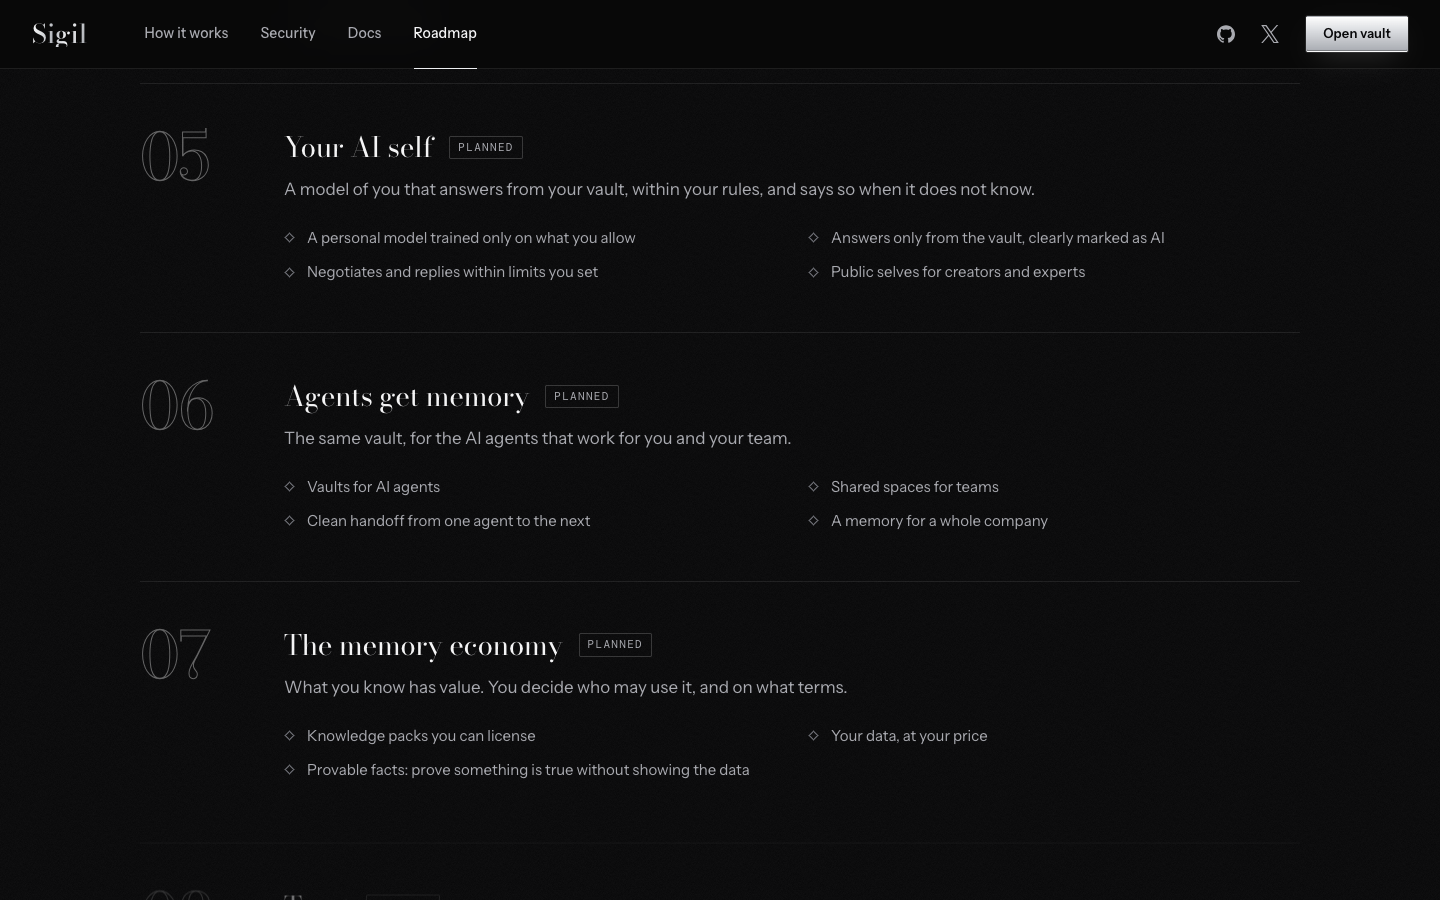 Sigil
How it works
Security
Docs
Roadmap
Open vault
05
Your AI self
PLANNED
A model of you that answers from your vault, within your rules, and says so when it does not know.
A personal model trained only on what you allow
Answers only from the vault, clearly marked as AI
Negotiates and replies within limits you set
Public selves for creators and experts
06
Agents get memory
PLANNED
The same vault, for the AI agents that work for you and your team.
Vaults for AI agents
Shared spaces for teams
Clean handoff from one agent to the next
A memory for a whole company
07
The memory economy
PLANNED
What you know has value. You decide who may use it, and on what terms.
Knowledge packs you can license
Your data, at your price
Provable facts: prove something is true without showing the data